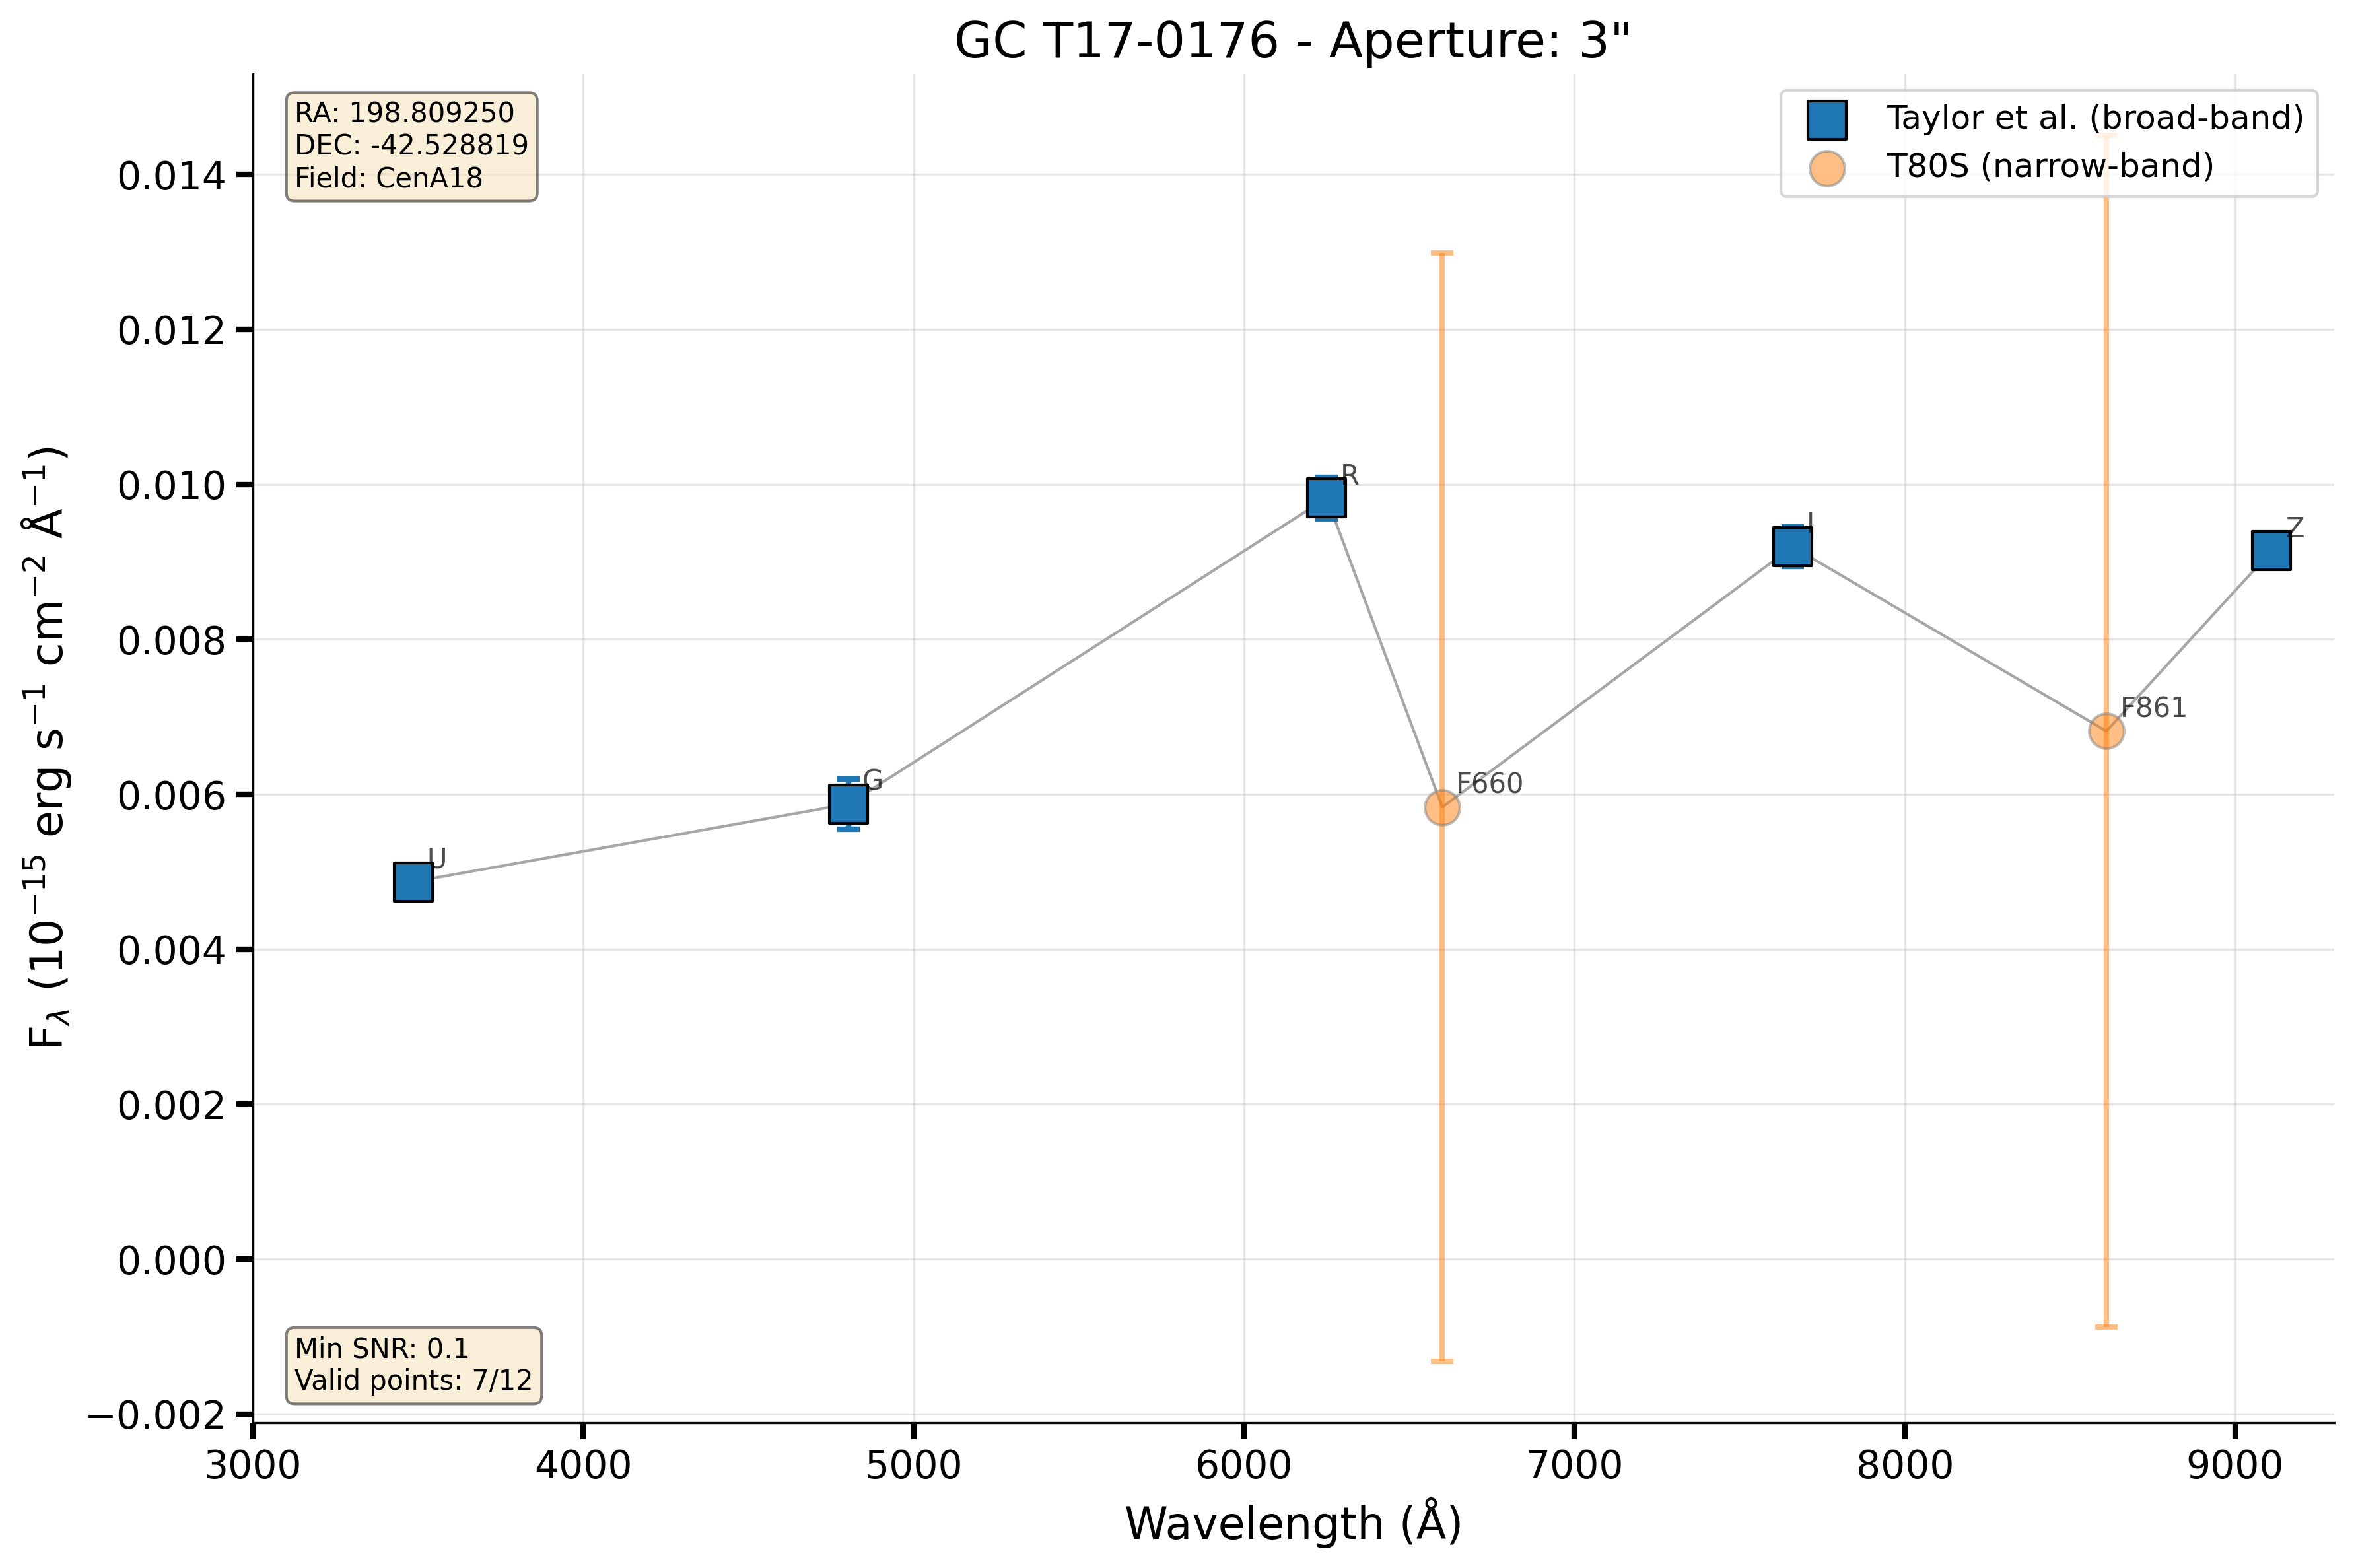 GC T17-0176 - Aperture: 3"
RA: 198.809250
DEC: -42.528819
Field: CenA18
Taylor et al. (broad-band)
T80S (narrow-band)
0.014
0.012
0.010
0.008
0.006
0.004
0.002
0.000
−0.002
F$_λ$ (10$^{−15}$ erg s$^{−1}$ cm$^{−2}$ Å$^{−1}$)
R
I
Z
F861
F660
G
U
Min SNR: 0.1
Valid points: 7/12
3000 4000 5000 6000 7000 8000 9000
Wavelength (Å)